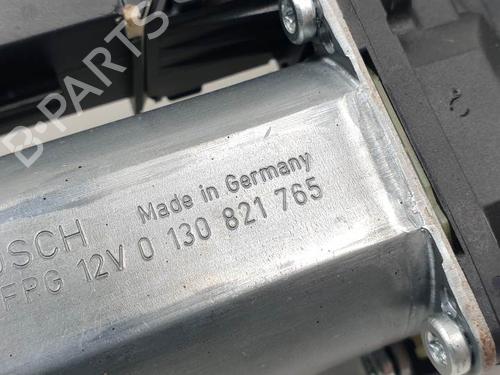 B-PARTS
Made in Germany
OSCH
FPG 12V 0 130 821 765